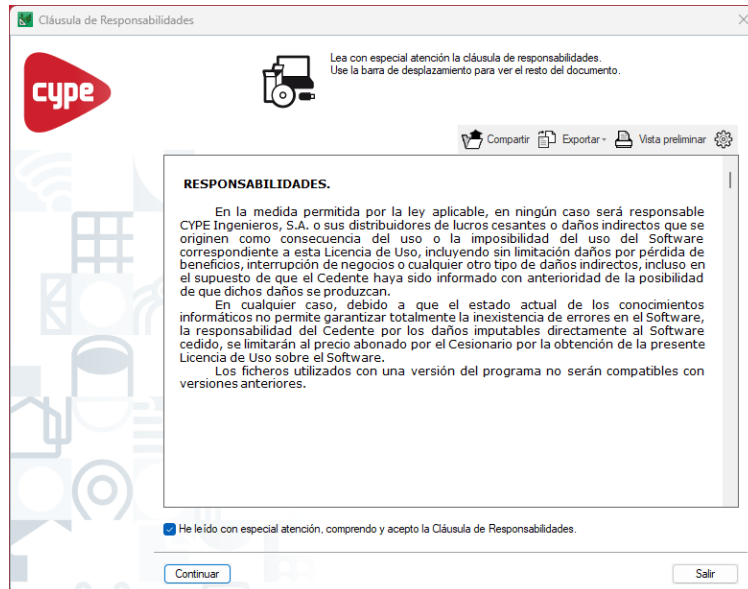 Cláusula de Responsabilidades
cype
Lea con especial atención la cláusula de responsabilidades.
Use la barra de desplazamiento para ver el resto del documento.
Compartir Exportar Vista preliminar
RESPONSABILIDADES.
En la medida permitida por la ley aplicable, en ningún caso será responsable
CYPE Ingenieros, S.A. o sus distribuidores de lucros cesantes o daños indirectos que se
originen como consecuencia del uso o la imposibilidad del uso del Software
correspondiente a esta Licencia de Uso, incluyendo sin limitación daños por pérdida de
beneficios, interrupción de negocios o cualquier otro tipo de daños indirectos, incluso en
el supuesto de que el Cedente haya sido informado con anterioridad de la posibilidad
de que dichos daños se produzcan.
En cualquier caso, debido a que el estado actual de los conocimientos
informáticos no permite garantizar totalmente la inexistencia de errores en el Software,
la responsabilidad del Cedente por los daños imputables directamente al Software
cedido, se limitarán al precio abonado por el Cesionario por la obtención de la presente
Licencia de Uso sobre el Software.
Los ficheros utilizados con una versión del programa no serán compatibles con
versiones anteriores.
He leído con especial atención, comprendo y acepto la Cláusula de Responsabilidades.
Continuar Salir